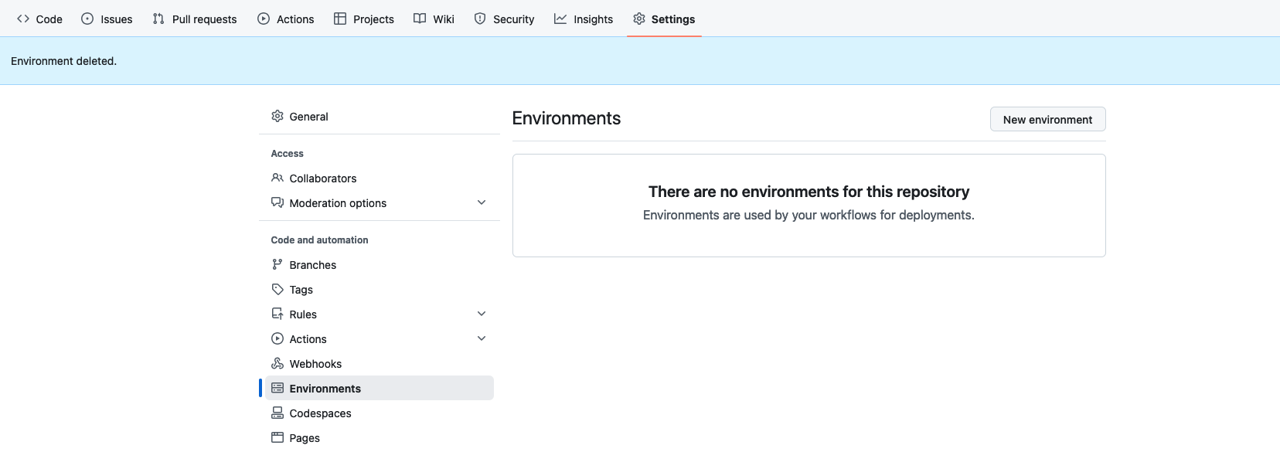 Code Issues Pull requests Actions Projects Wiki Security Insights Settings
Environment deleted.
General
Access
Collaborators
Moderation options
Code and automation
Branches
Tags
Rules
Actions
Webhooks
Environments
Codespaces
Pages
Environments New environment
There are no environments for this repository
Environments are used by your workflows for deployments.